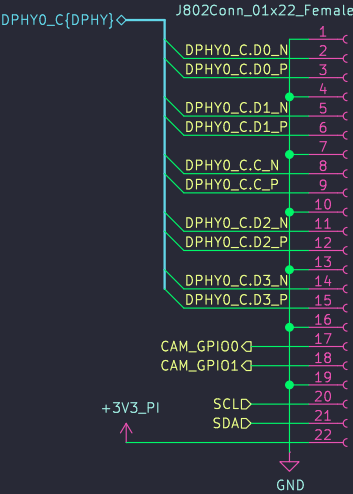 J802Conn_01x22_Female
DPHY0_C{DPHY}
1
DPHY0_C.D0_N 2
DPHY0_C.D0_P 3
4
DPHY0_C.D1_N 5
DPHY0_C.D1_P 6
7
DPHY0_C.C_N 8
DPHY0_C.C_P 9
10
DPHY0_C.D2_N 11
DPHY0_C.D2_P 12
13
DPHY0_C.D3_N 14
DPHY0_C.D3_P 15
16
CAM_GPIO0 17
CAM_GPIO1 18
19
+3V3_PI
SCL 20
SDA 21
22
GND